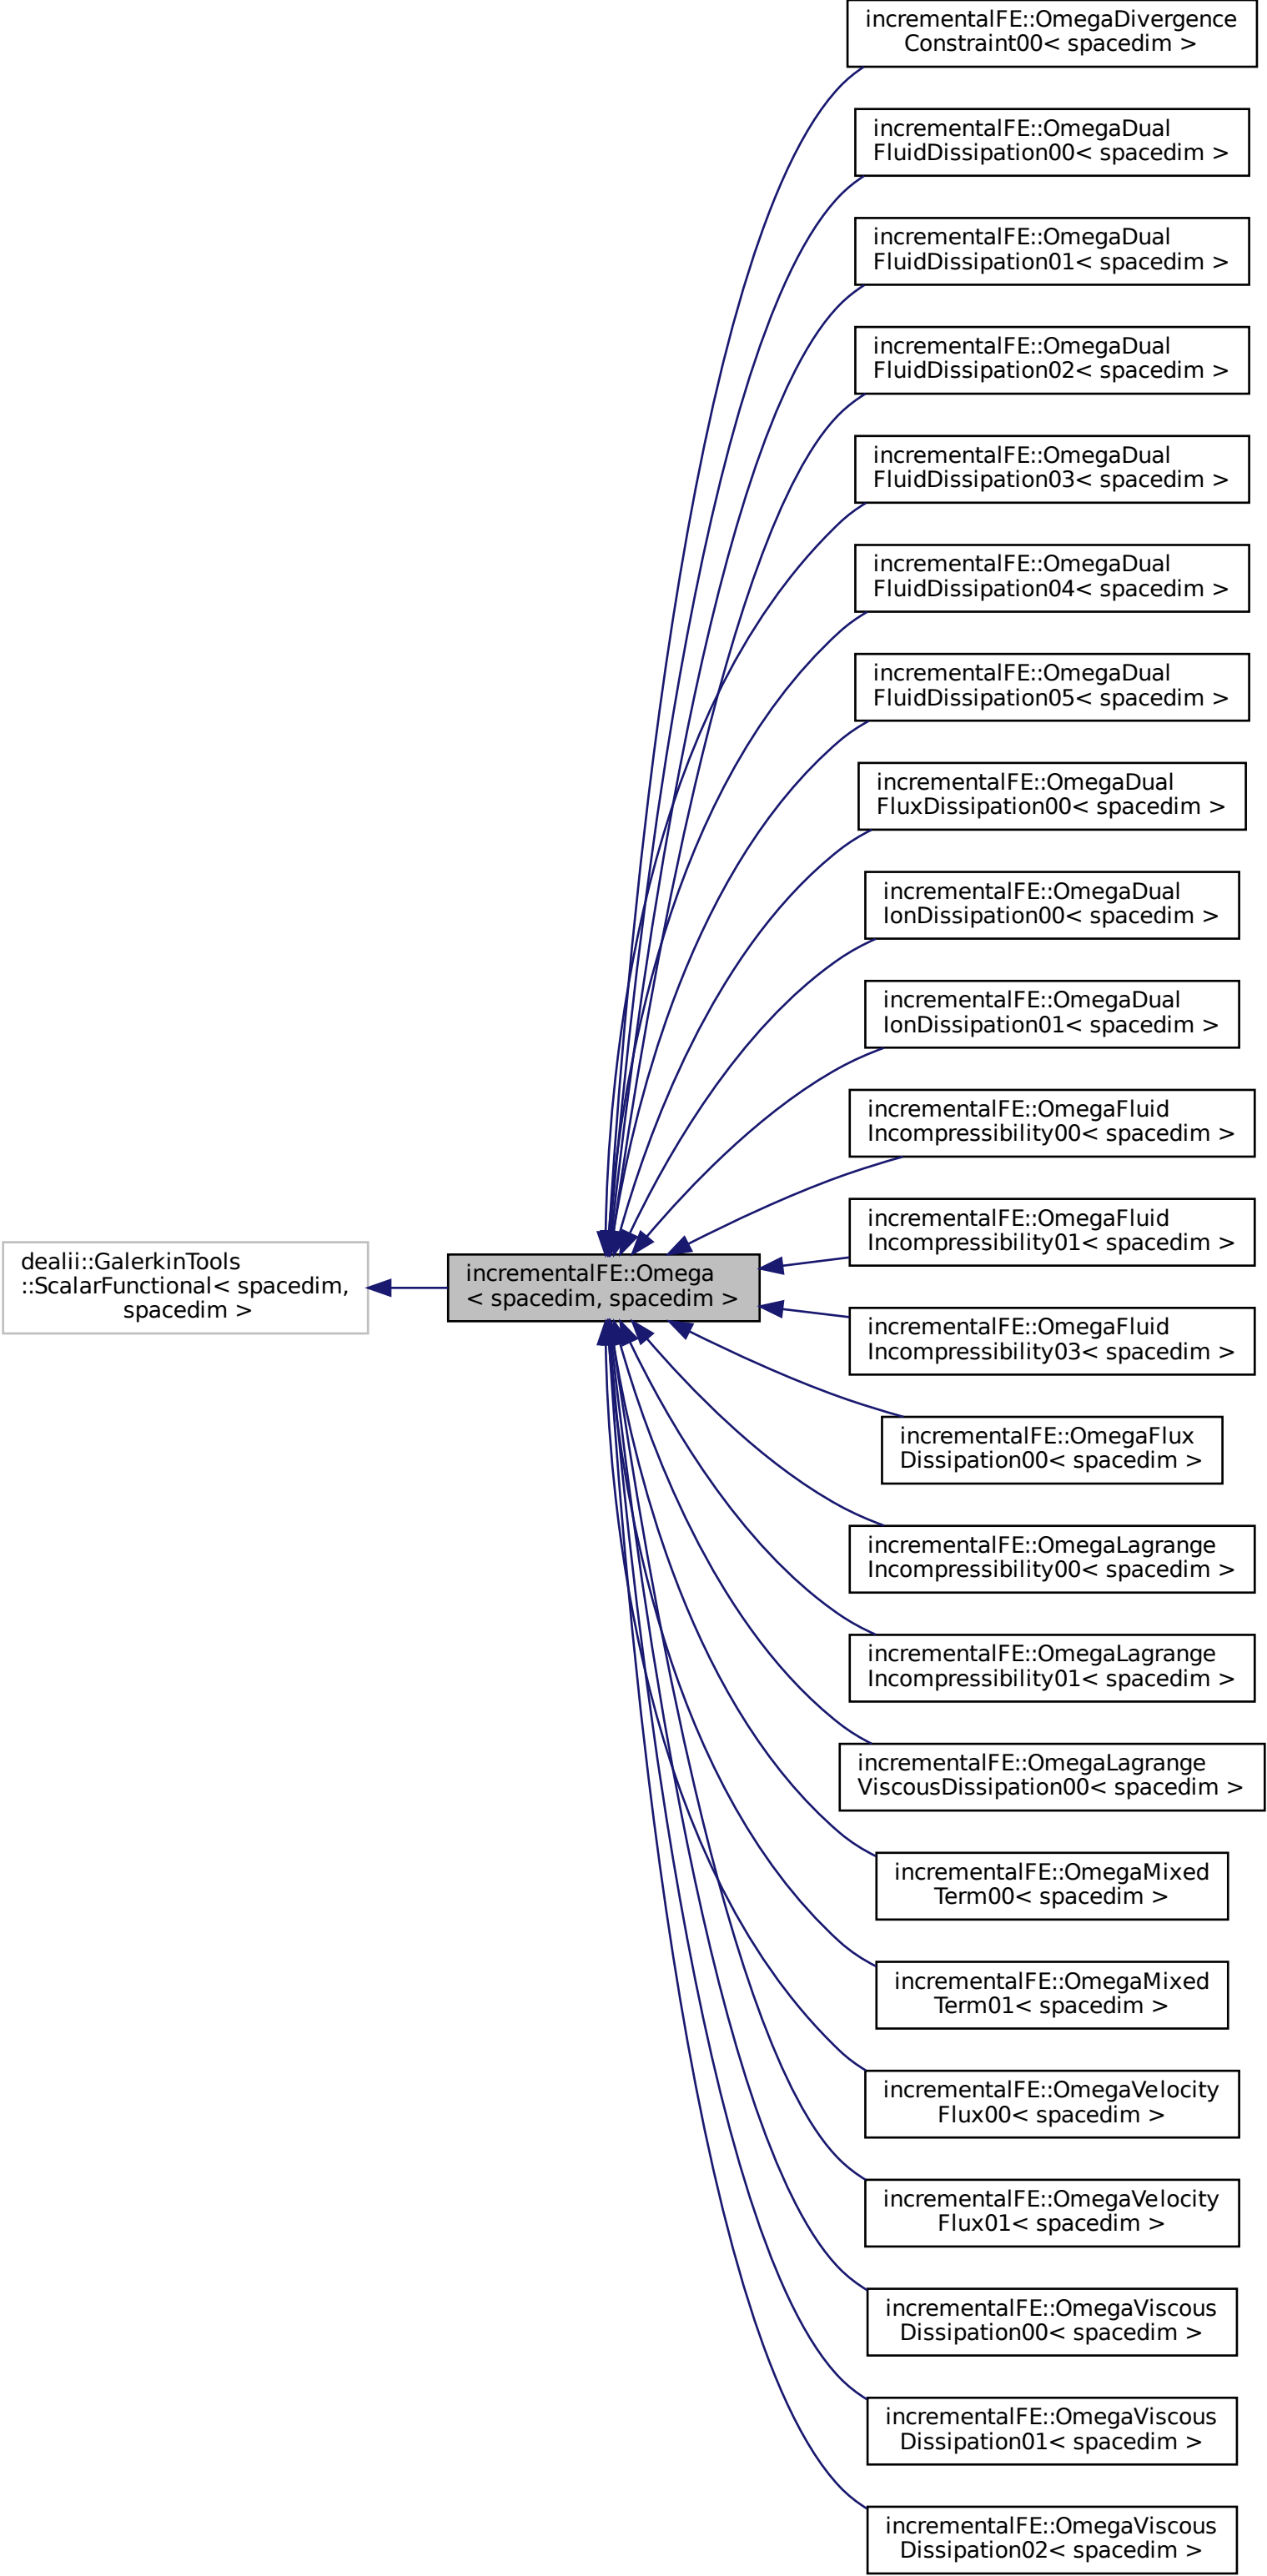 incrementalFE::OmegaDivergence
Constraint00< spacedim >
incrementalFE::OmegaDual
FluidDissipation00< spacedim >
incrementalFE::OmegaDual
FluidDissipation01< spacedim >
incrementalFE::OmegaDual
FluidDissipation02< spacedim >
incrementalFE::OmegaDual
FluidDissipation03< spacedim >
incrementalFE::OmegaDual
FluidDissipation04< spacedim >
incrementalFE::OmegaDual
FluidDissipation05< spacedim >
incrementalFE::OmegaDual
FluxDissipation00< spacedim >
incrementalFE::OmegaDual
IonDissipation00< spacedim >
incrementalFE::OmegaDual
IonDissipation01< spacedim >
incrementalFE::OmegaFluid
Incompressibility00< spacedim >
incrementalFE::OmegaFluid
Incompressibility01< spacedim >
dealii::GalerkinTools
::ScalarFunctional< spacedim,
spacedim >
incrementalFE::Omega
< spacedim, spacedim >
incrementalFE::OmegaFluid
Incompressibility03< spacedim >
incrementalFE::OmegaFlux
Dissipation00< spacedim >
incrementalFE::OmegaLagrange
Incompressibility00< spacedim >
incrementalFE::OmegaLagrange
Incompressibility01< spacedim >
incrementalFE::OmegaLagrange
ViscousDissipation00< spacedim >
incrementalFE::OmegaMixed
Term00< spacedim >
incrementalFE::OmegaMixed
Term01< spacedim >
incrementalFE::OmegaVelocity
Flux00< spacedim >
incrementalFE::OmegaVelocity
Flux01< spacedim >
incrementalFE::OmegaViscous
Dissipation00< spacedim >
incrementalFE::OmegaViscous
Dissipation01< spacedim >
incrementalFE::OmegaViscous
Dissipation02< spacedim >